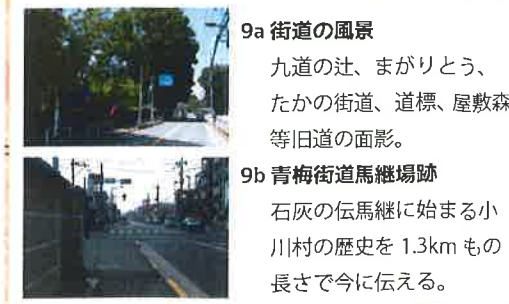 9a 街道の風景
九道の辻、まがりとう、
たかの街道、道標、屋敷森
等旧道の面影。
9b 青梅街道馬継場跡
石灰の伝馬継に始まる小
川村の歴史を 1.3km もの
長さで今に伝える。